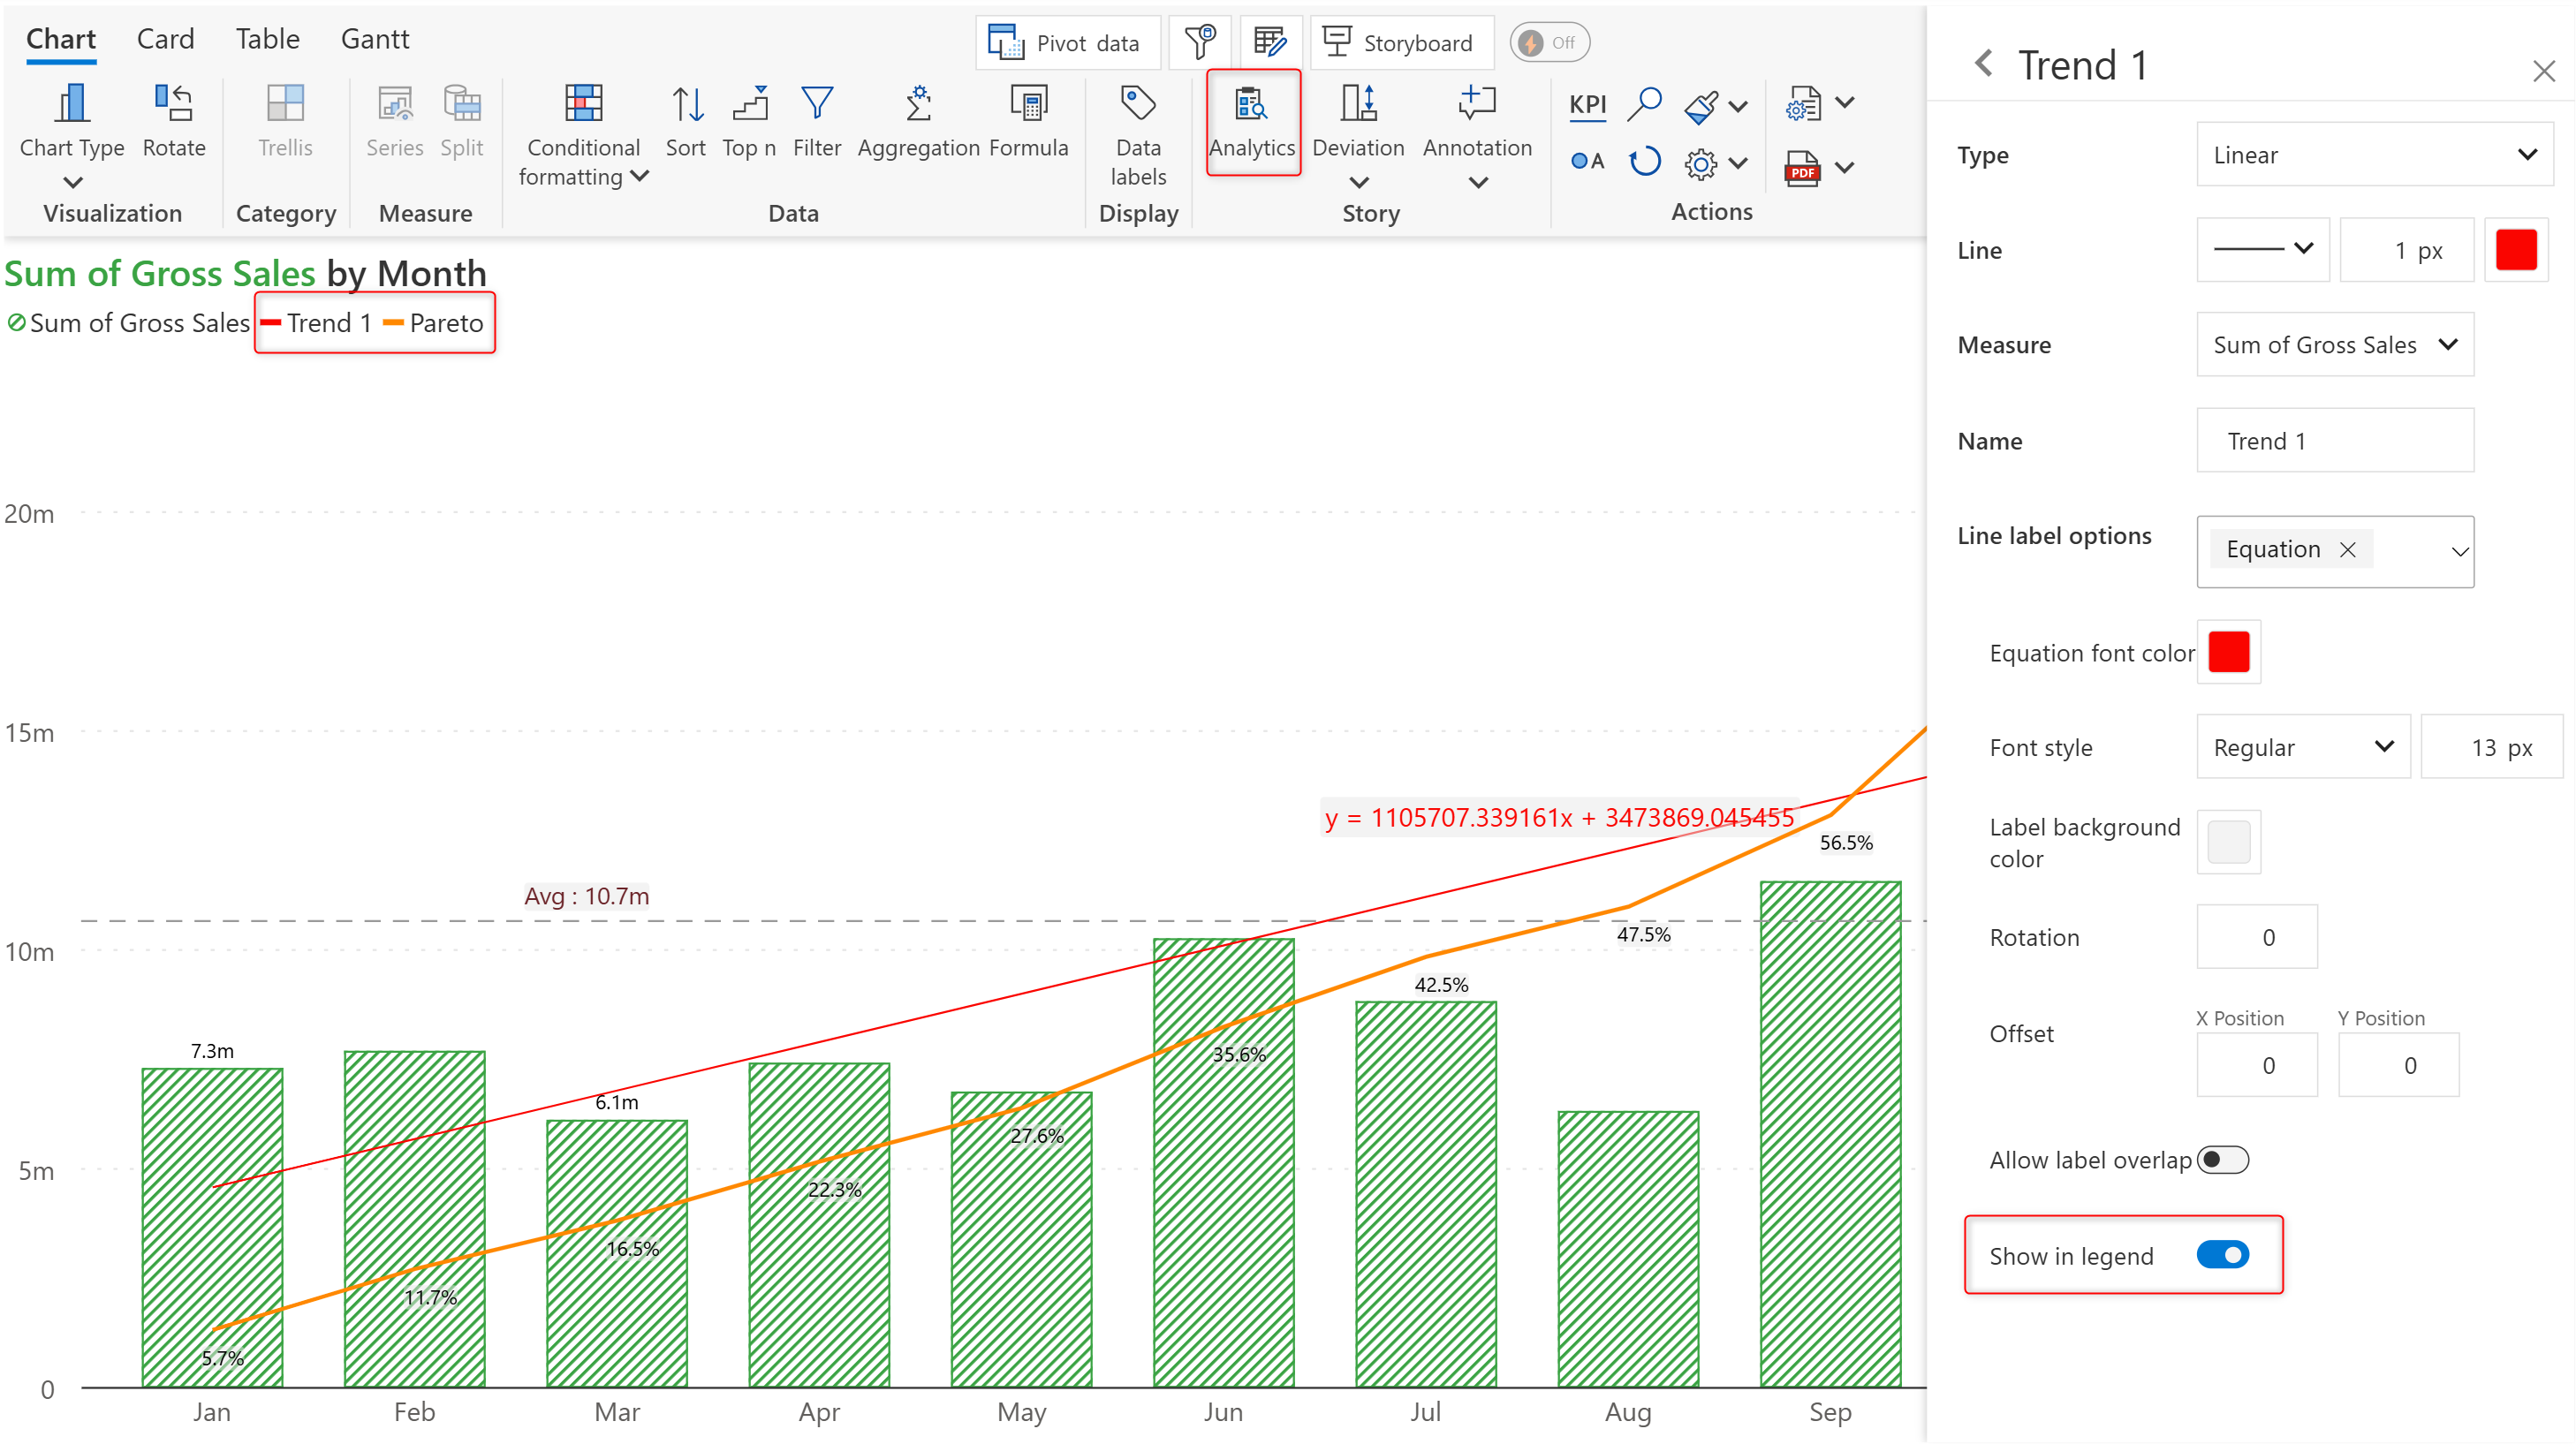 Chart Card Table Gantt
Pivot data
Storyboard
Off
Chart Type
Rotate
Trellis
Series
Split
Conditional
formatting
Sort
Top n
Filter
Aggregation
Formula
Data
labels
Analytics
Deviation
Annotation
KPI
A
PDF
Visualization
Category
Measure
Data
Display
Story
Actions
Sum of Gross Sales by Month
Sum of Gross Sales Trend 1 Pareto
20m
15m
10m
5m
0
y = 1105707.339161x + 3473869.045455
Avg : 10.7m
7.3m
6.1m
5.7%
11.7%
16.5%
22.3%
27.6%
35.6%
42.5%
47.5%
56.5%
Jan Feb Mar Apr May Jun Jul Aug Sep
Trend 1
Type Linear
Line 1 px
Measure Sum of Gross Sales
Name Trend 1
Line label options Equation
Equation font color
Font style Regular 13 px
Label background
color
Rotation 0
X Position Y Position
Offset 0 0
Allow label overlap
Show in legend